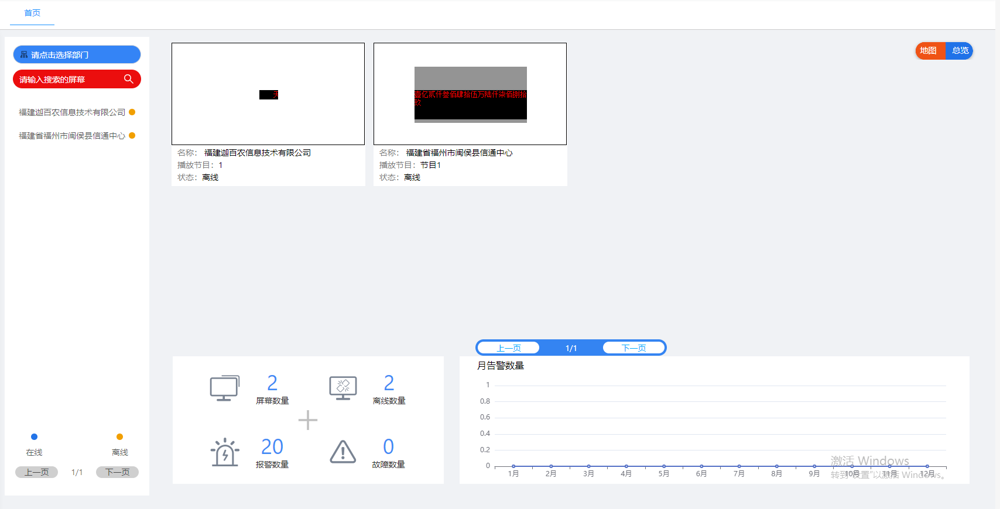 首页
请点击选择部门
请输入搜索的屏幕
福建迦百农信息技术有限公司
福建省福州市闽侯县信通中心
在线
离线
上一页 1/1 下一页
名称： 福建迦百农信息技术有限公司
播放节目：1
状态：离线
壹亿贰仟叁佰肆拾伍万陆仟柒佰捌拾
玖
名称： 福建省福州市闽侯县信通中心
播放节目：节目1
状态：离线
地图 总览
上一页 1/1 下一页
2
屏幕数量
2
离线数量
20
报警数量
0
故障数量
月告警数量
1
0.8
0.6
0.4
0.2
0
1月 2月 3月 4月 5月 6月 7月 8月 9月 10月 11月 12月
激活 Windows
转到"设置"以激活 Windows。